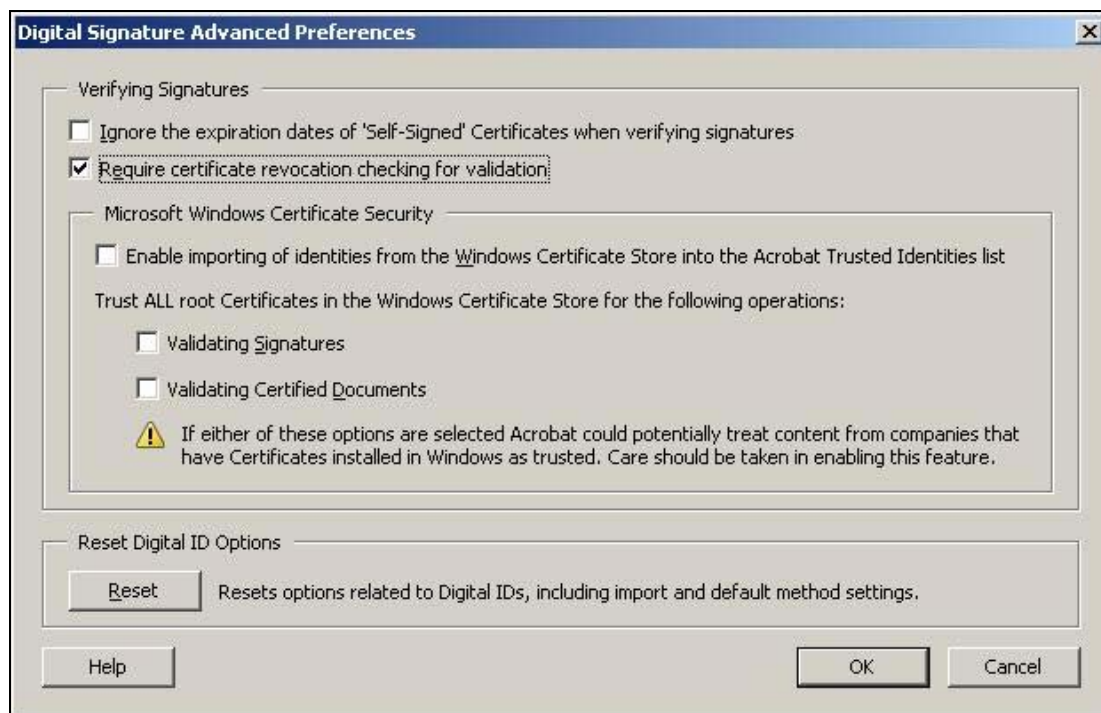 Digital Signature Advanced Preferences
Verifying Signatures
Ignore the expiration dates of 'Self-Signed' Certificates when verifying signatures
Require certificate revocation checking for validation
Microsoft Windows Certificate Security
Enable importing of identities from the Windows Certificate Store into the Acrobat Trusted Identities list
Trust ALL root Certificates in the Windows Certificate Store for the following operations:
Validating Signatures
Validating Certified Documents
If either of these options are selected Acrobat could potentially treat content from companies that
have Certificates installed in Windows as trusted. Care should be taken in enabling this feature.
Reset Digital ID Options
Reset Resets options related to Digital IDs, including import and default method settings.
Help OK Cancel